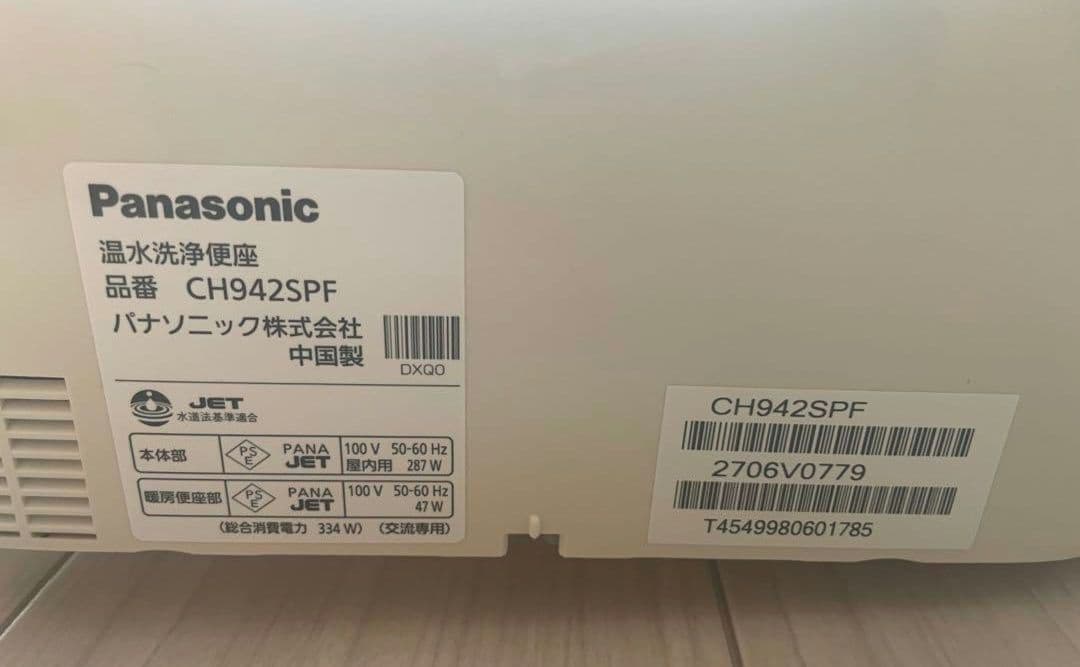 Panasonic
温水洗浄便座
品番 CH942SPF
パナソニック株式会社
中国製
DXQ0
JET
水道法基準適合
本体部 PS E PANA JET 100 V 50-60 Hz
屋内用 287 W
暖房便座部 PS E PANA JET 100 V 50-60 Hz
47 W
(総合消費電力 334 W) (交流専用)
CH942SPF
2706V0779
T4549980601785